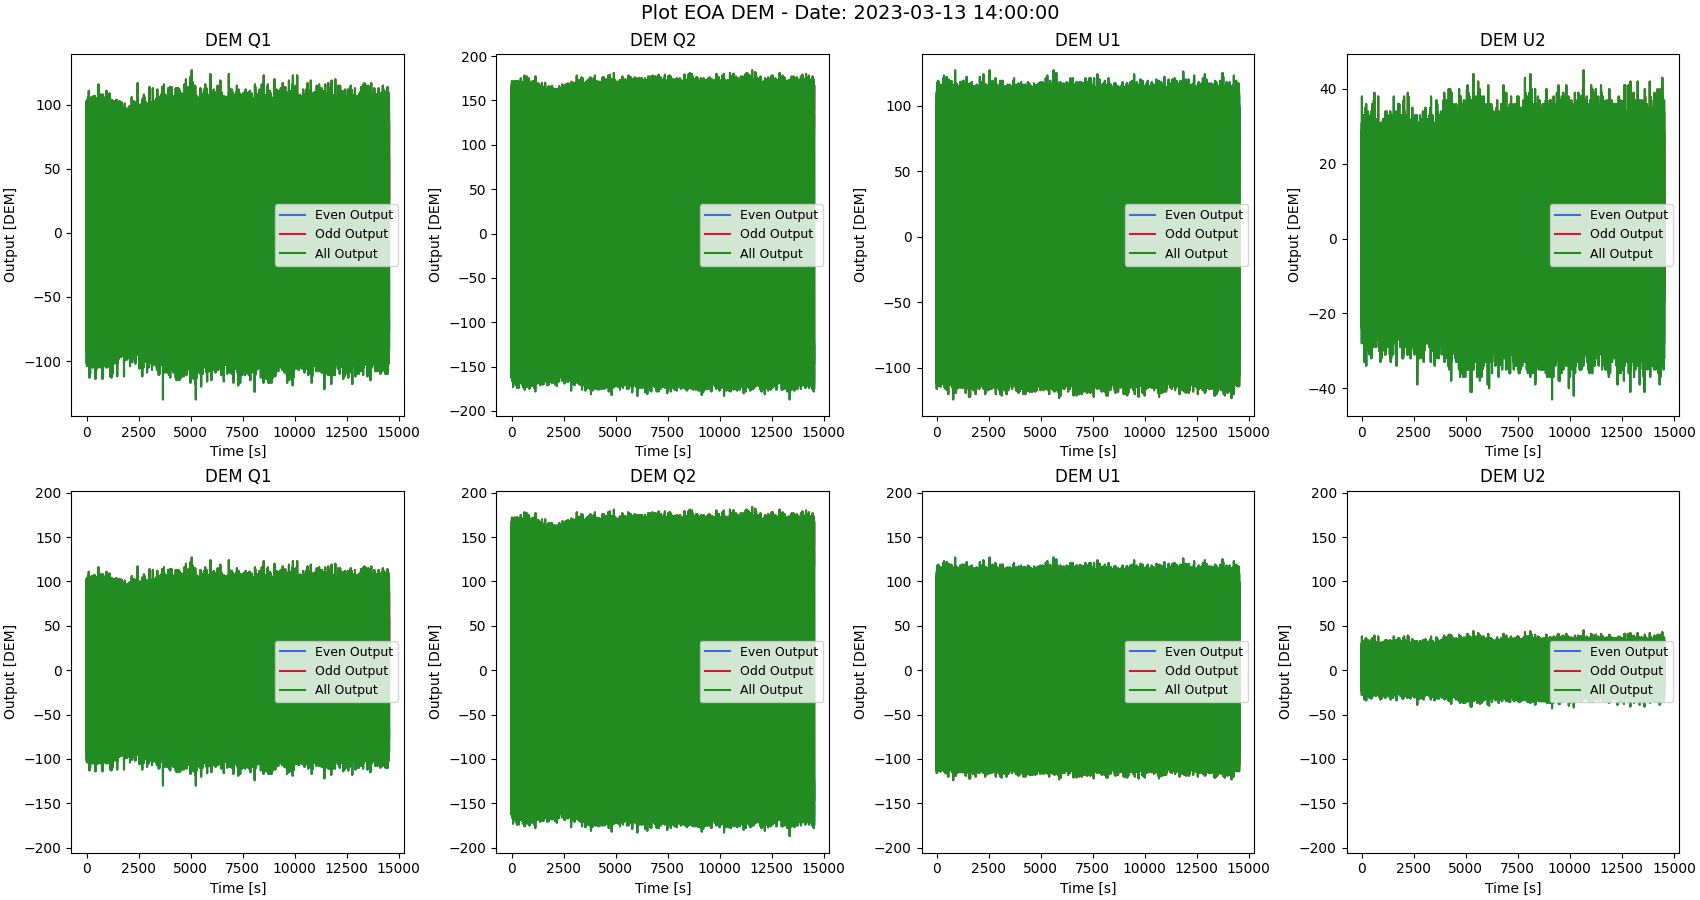 Plot EOA DEM - Date: 2023-03-13 14:00:00
DEM Q1
Output [DEM]
100
50
0
−50
−100
Even Output
Odd Output
All Output
0 2500 5000 7500 10000 12500 15000
Time [s]
DEM Q2
Output [DEM]
200
150
100
50
0
−50
−100
−150
−200
Even Output
Odd Output
All Output
0 2500 5000 7500 10000 12500 15000
Time [s]
DEM U1
Output [DEM]
100
50
0
−50
−100
Even Output
Odd Output
All Output
0 2500 5000 7500 10000 12500 15000
Time [s]
DEM U2
Output [DEM]
40
20
0
−20
−40
Even Output
Odd Output
All Output
0 2500 5000 7500 10000 12500 15000
Time [s]
DEM Q1
Output [DEM]
200
150
100
50
0
−50
−100
−150
−200
Even Output
Odd Output
All Output
0 2500 5000 7500 10000 12500 15000
Time [s]
DEM Q2
Output [DEM]
200
150
100
50
0
−50
−100
−150
−200
Even Output
Odd Output
All Output
0 2500 5000 7500 10000 12500 15000
Time [s]
DEM U1
Output [DEM]
200
150
100
50
0
−50
−100
−150
−200
Even Output
Odd Output
All Output
0 2500 5000 7500 10000 12500 15000
Time [s]
DEM U2
Output [DEM]
200
150
100
50
0
−50
−100
−150
−200
Even Output
Odd Output
All Output
0 2500 5000 7500 10000 12500 15000
Time [s]